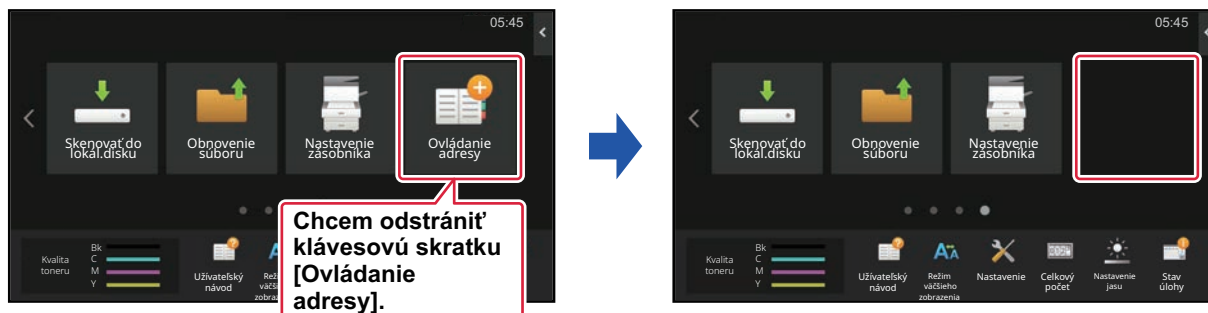 05:45
Skenovať do
lokál.disku
Obnovenie
súboru
Nastavenie
zásobníka
Ovládanie
adresy
Chcem odstrániť
klávesovú skratku
[Ovládanie
adresy].
Kvalita
toneru
Bk
C
M
Y
Užívateľský
návod
05:45
Skenovať do
lokál.disku
Obnovenie
súboru
Nastavenie
zásobníka
Kvalita
toneru
Bk
C
M
Y
Užívateľský
návod
Režim
väčšieho
zobrazenia
Nastavenie
Celkový
počet
Nastavenie
jasu
Stav
úlohy